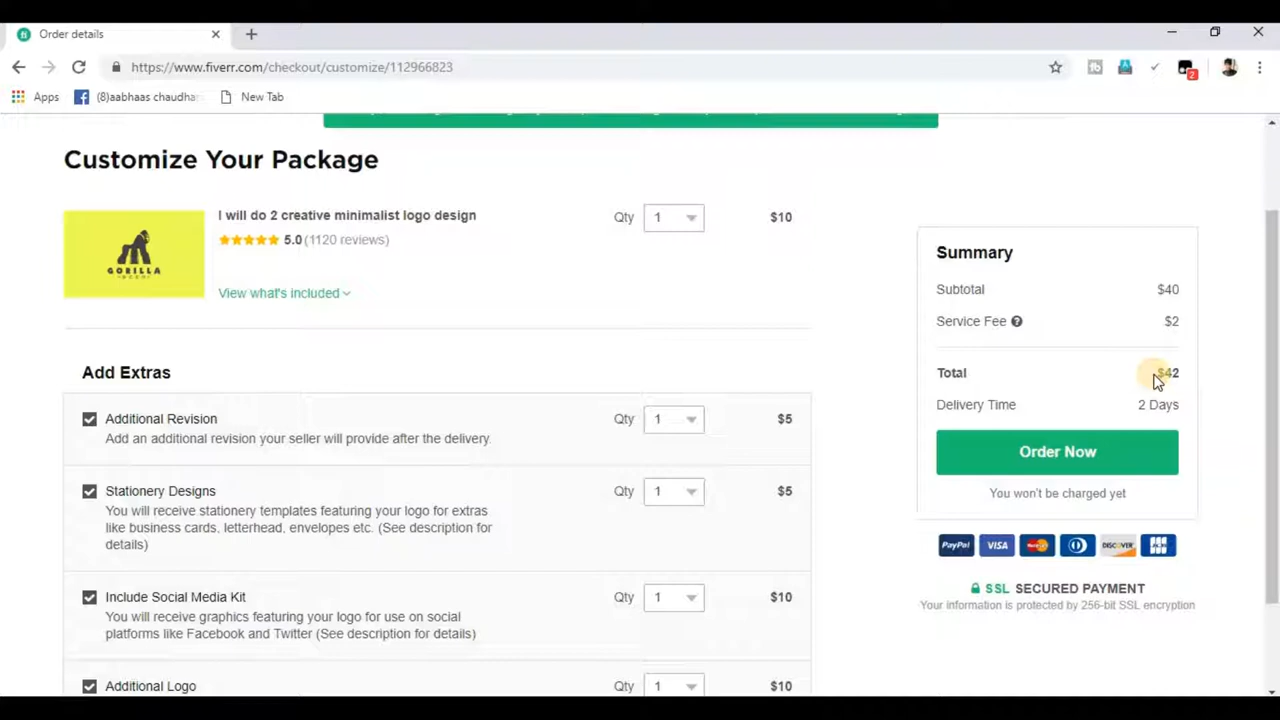 Order details
https://www.fiverr.com/checkout/customize/112966823
2
Apps
(8)aabhaas chaudhar
New Tab
Customize Your Package
I will do 2 creative minimalist logo design
Qty 1 $10
5.0 (1120 reviews)
GORILLA
View what's included
Add Extras
Additional Revision
Qty 1 $5
Add an additional revision your seller will provide after the delivery.
Stationery Designs
Qty 1 $5
You will receive stationery templates featuring your logo for extras
like business cards, letterhead, envelopes etc. (See description for
details)
Include Social Media Kit
Qty 1 $10
You will receive graphics featuring your logo for use on social
platforms like Facebook and Twitter (See description for details)
Additional Logo
Qty 1 $10
Summary
Subtotal $40
Service Fee ? $2
Total $42
Delivery Time 2 Days
Order Now
You won't be charged yet
PayPal VISA DISCOVER JCB
SSL SECURED PAYMENT
Your information is protected by 256-bit SSL encryption